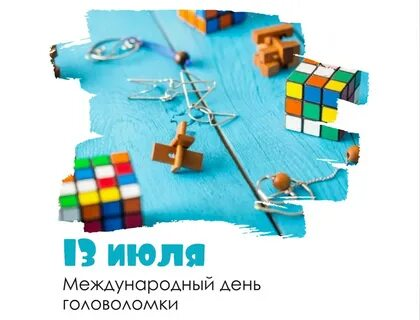 13 июля
Международный день
головоломки